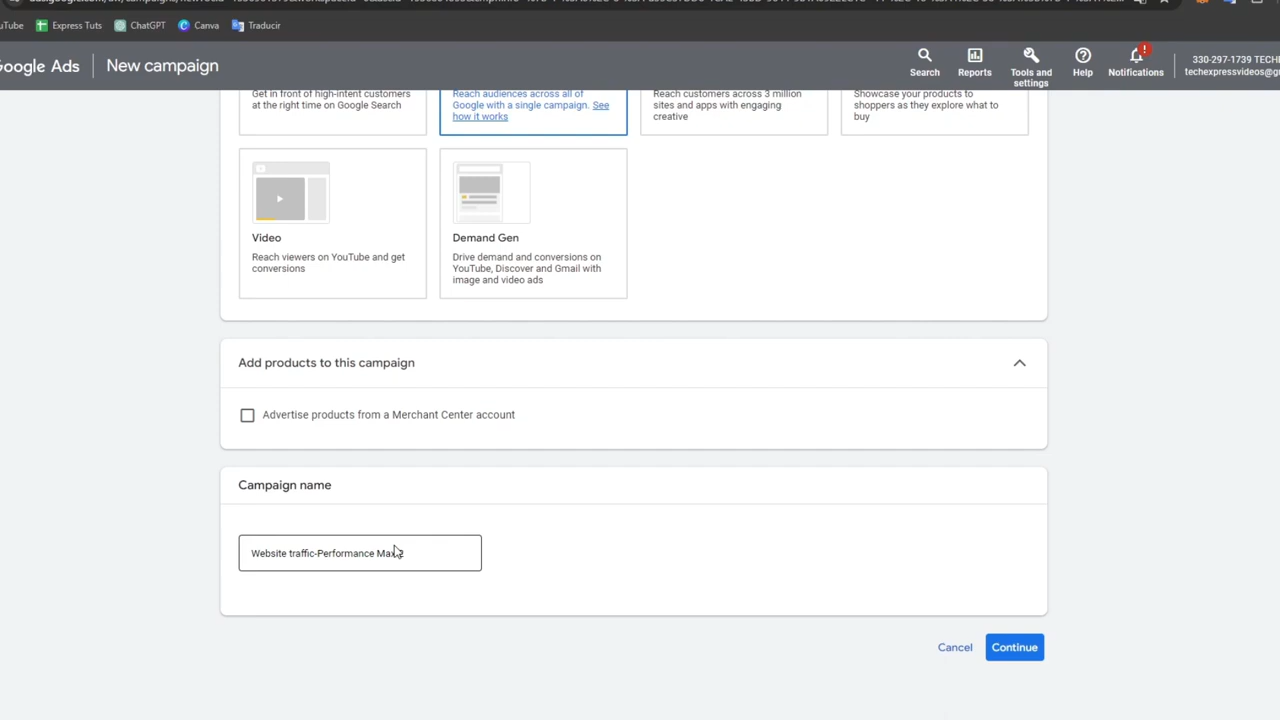 Express Tuts
ChatGPT
Canva
Traducir
Google Ads
New campaign
Search
Reports
Tools and
settings
Help
Notifications
330-297-1739
Get in front of high-intent customers
at the right time on Google Search
Reach audiences across all of
Google with a single campaign. See
how it works
Reach customers across 3 million
sites and apps with engaging
creative
Showcase your products to
shoppers as they explore what to
buy
Video
Reach viewers on YouTube and get
conversions
Demand Gen
Drive demand and conversions on
YouTube, Discover and Gmail with
image and video ads
Add products to this campaign
Advertise products from a Merchant Center account
Campaign name
Website traffic-Performance Max-2
Cancel
Continue